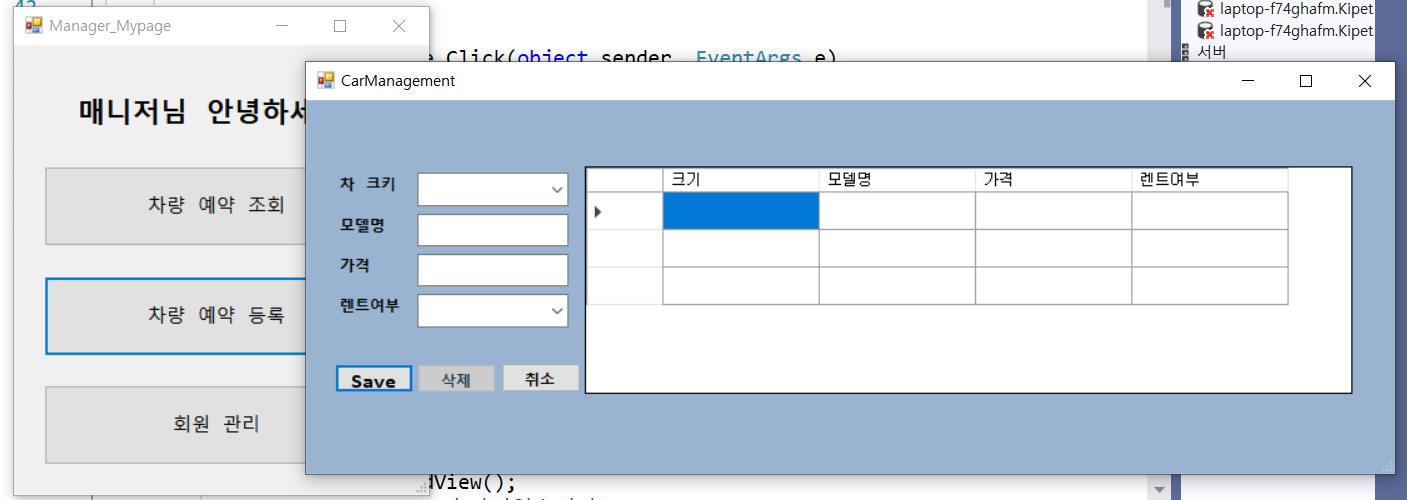 Manager_Mypage
매니저님 안녕하세
차량 예약 조회
차량 예약 등록
회원 관리
Click(object sender, EventArgs e)
laptop-f74ghafm.Kipet
laptop-f74ghafm.Kipet
서버
CarManagement
차 크키
모델명
가격
렌트여부
Save
삭제
취소
크기 모델명 가격 렌트여부
dView();